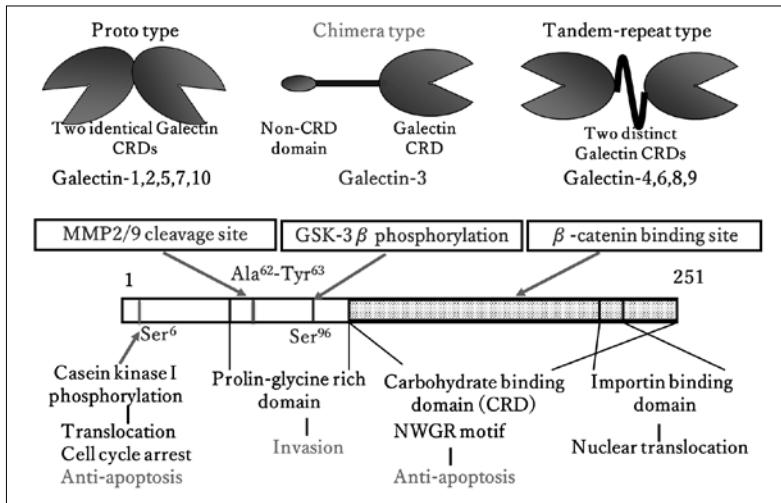 Proto type
Chimera type
Tandem-repeat type
Two identical Galectin
CRDs
Non-CRD
domain
Galectin
CRD
Two distinct
Galectin CRDs
Galectin-1,2,5,7,10
Galectin-3
Galectin-4,6,8,9
MMP2/9 cleavage site
GSK-3β phosphorylation
β-catenin binding site
1
Ala62-Tyr63
251
Ser6
Ser96
Casein kinase I
phosphorylation
Translocation
Cell cycle arrest
Anti-apoptosis
Prolin-glycine rich
domain
Invasion
Carbohydrate binding
domain (CRD)
NWGR motif
Anti-apoptosis
Importin binding
domain
Nuclear translocation